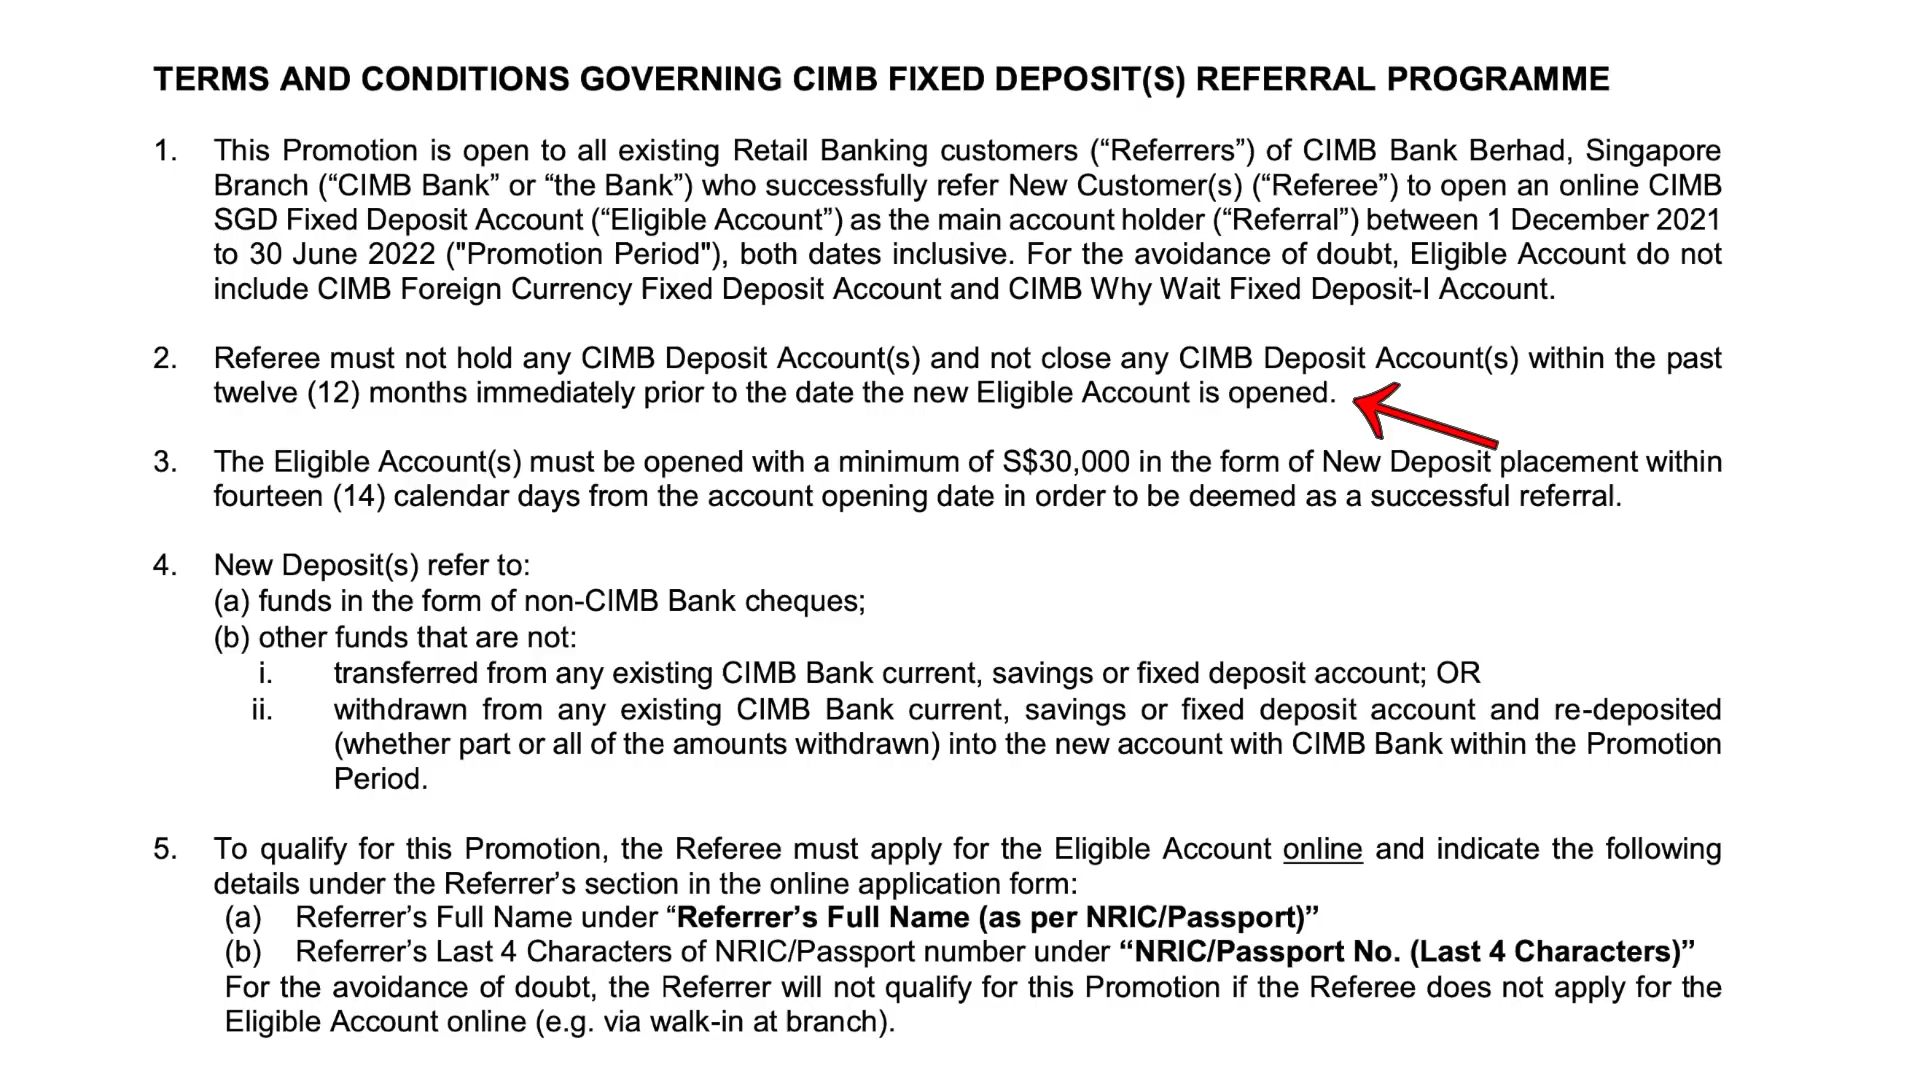 TERMS AND CONDITIONS GOVERNING CIMB FIXED DEPOSIT(S) REFERRAL PROGRAMME
1. This Promotion is open to all existing Retail Banking customers (“Referrers”) of CIMB Bank Berhad, Singapore
Branch (“CIMB Bank” or “the Bank”) who successfully refer New Customer(s) (“Referee”) to open an online CIMB
SGD Fixed Deposit Account (“Eligible Account”) as the main account holder (“Referral”) between 1 December 2021
to 30 June 2022 ("Promotion Period"), both dates inclusive. For the avoidance of doubt, Eligible Account do not
include CIMB Foreign Currency Fixed Deposit Account and CIMB Why Wait Fixed Deposit-I Account.
2. Referee must not hold any CIMB Deposit Account(s) and not close any CIMB Deposit Account(s) within the past
twelve (12) months immediately prior to the date the new Eligible Account is opened.
3. The Eligible Account(s) must be opened with a minimum of S$30,000 in the form of New Deposit placement within
fourteen (14) calendar days from the account opening date in order to be deemed as a successful referral.
4. New Deposit(s) refer to:
(a) funds in the form of non-CIMB Bank cheques;
(b) other funds that are not:
i. transferred from any existing CIMB Bank current, savings or fixed deposit account; OR
ii. withdrawn from any existing CIMB Bank current, savings or fixed deposit account and re-deposited
(whether part or all of the amounts withdrawn) into the new account with CIMB Bank within the Promotion
Period.
5. To qualify for this Promotion, the Referee must apply for the Eligible Account online and indicate the following
details under the Referrer’s section in the online application form:
(a) Referrer’s Full Name under “Referrer’s Full Name (as per NRIC/Passport)”
(b) Referrer’s Last 4 Characters of NRIC/Passport number under “NRIC/Passport No. (Last 4 Characters)”
For the avoidance of doubt, the Referrer will not qualify for this Promotion if the Referee does not apply for the
Eligible Account online (e.g. via walk-in at branch).